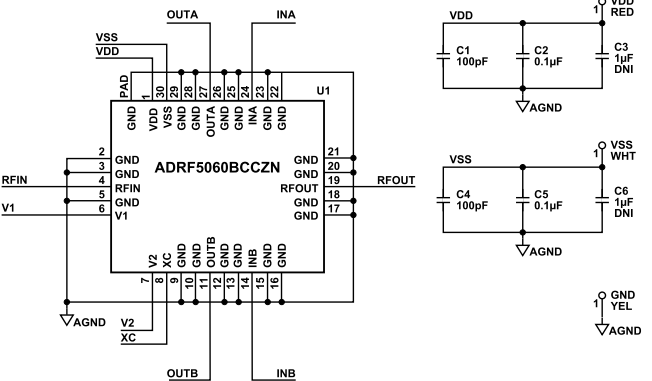 OUTA
INA
VSS
VDD
PAD
1
30
29
28
27
26
25
24
23
22
U1
GND
VDD
VSS
GND
GND
OUTA
GND
GND
INA
GND
GND
ADRF5060BCCZN
2 GND
3 GND
RFIN 4 RFIN
5 GND
V1 6 V1
GND 21
GND 20
RFOUT 19 RFOUT
GND 18
GND 17
V2
XC
GND
GND
OUTB
GND
GND
INB
GND
GND
7
8
9
10
11
12
13
14
15
16
AGND
V2
XC
OUTB
INB
VDD
1 VDD
RED
C1
100pF
C2
0.1µF
C3
1µF
DNI
AGND
VSS
1 VSS
WHT
C4
100pF
C5
0.1µF
C6
1µF
DNI
AGND
1 GND
YEL
AGND